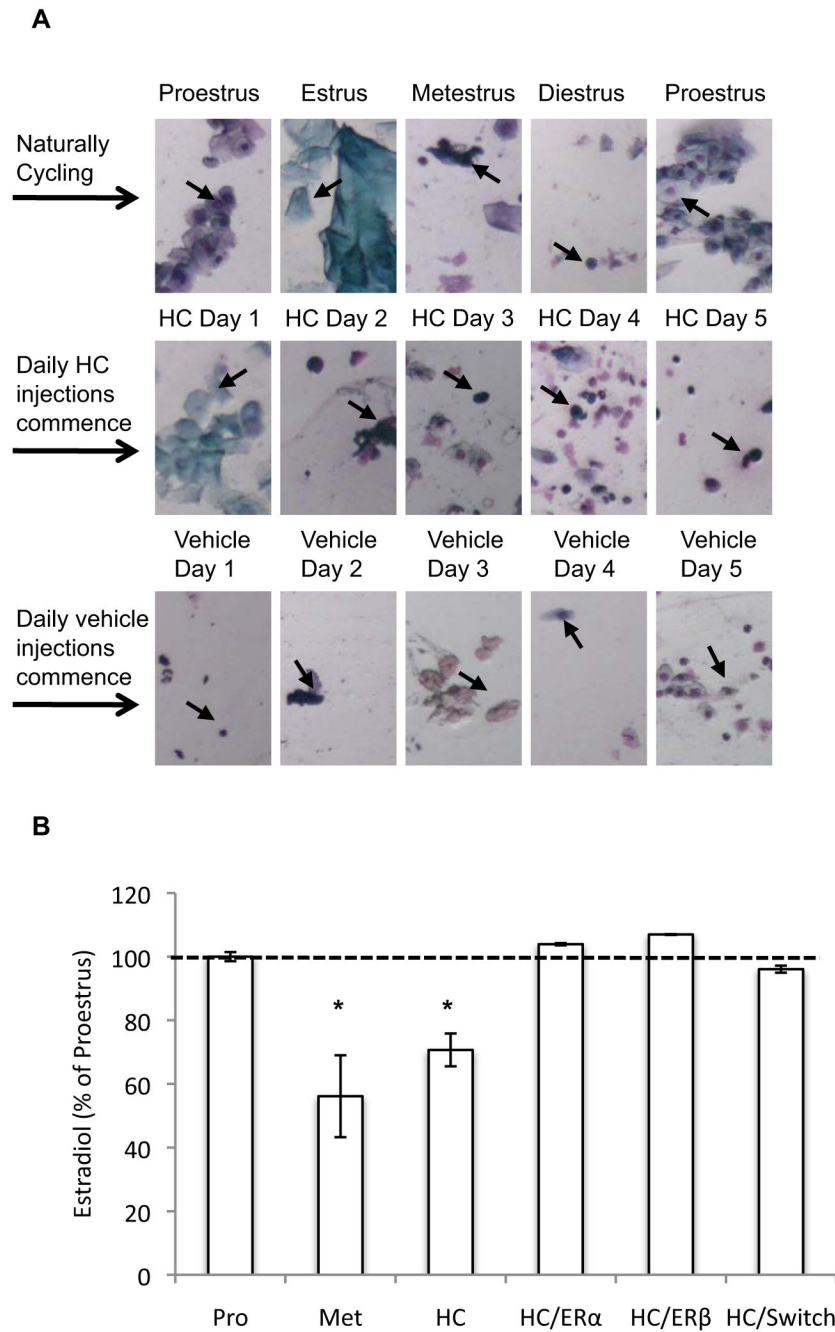 A
Proestrus Estrus Metestrus Diestrus Proestrus
Naturally
Cycling
HC Day 1 HC Day 2 HC Day 3 HC Day 4 HC Day 5
Daily HC
injections
commence
Vehicle Vehicle Vehicle Vehicle Vehicle
Day 1 Day 2 Day 3 Day 4 Day 5
Daily vehicle
injections
commence
B
Estradiol (% of Proestrus)
120
100
80
60
40
20
0
* *
Pro Met HC HC/ERα HC/ERβ HC/Switch